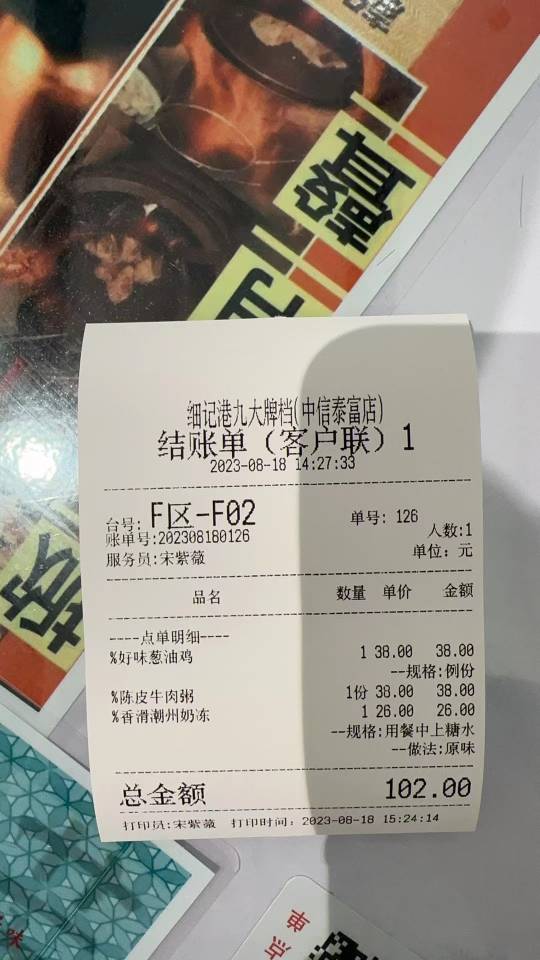 细记港九大牌档(中信泰富店)
结账单（客户联）1
2023-08-18 14:27:33
台号: F区-F02 单号: 126
账单号:202308180126 人数:1
服务员:宋紫薇 单位: 元
品名 数量 单价 金额
----点单明细----
%好味葱油鸡 1 38.00 38.00
--规格:例份
%陈皮牛肉粥 1份 38.00 38.00
%香滑潮州奶冻 1 26.00 26.00
--规格:用餐中上糖水
--做法:原味
总金额 102.00
打印员:宋紫薇 打印时间: 2023-08-18 15:24:14